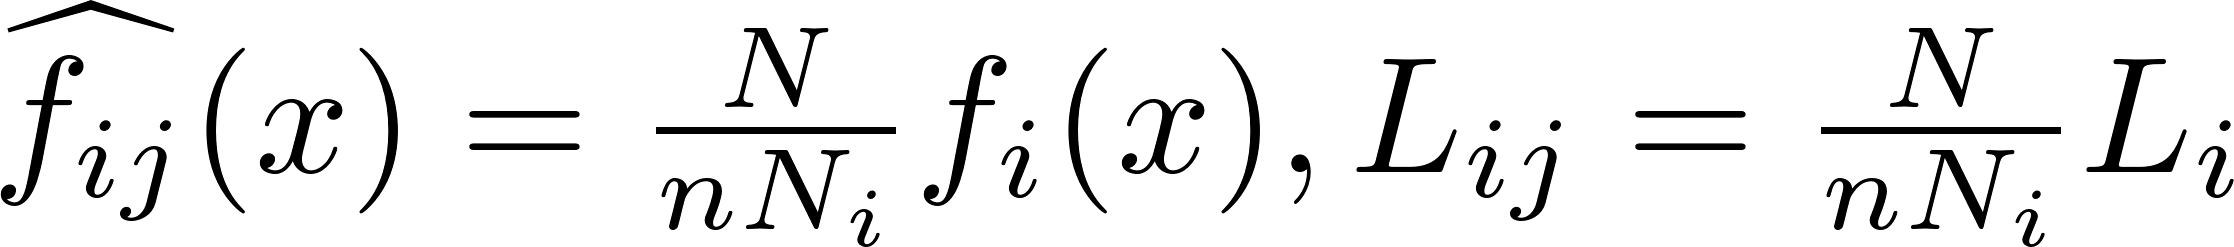 $\widehat{f_{ij}}(x) = \frac{N}{nN_i} f_i(x), L_{ij} = \frac{N}{nN_i} L_i$